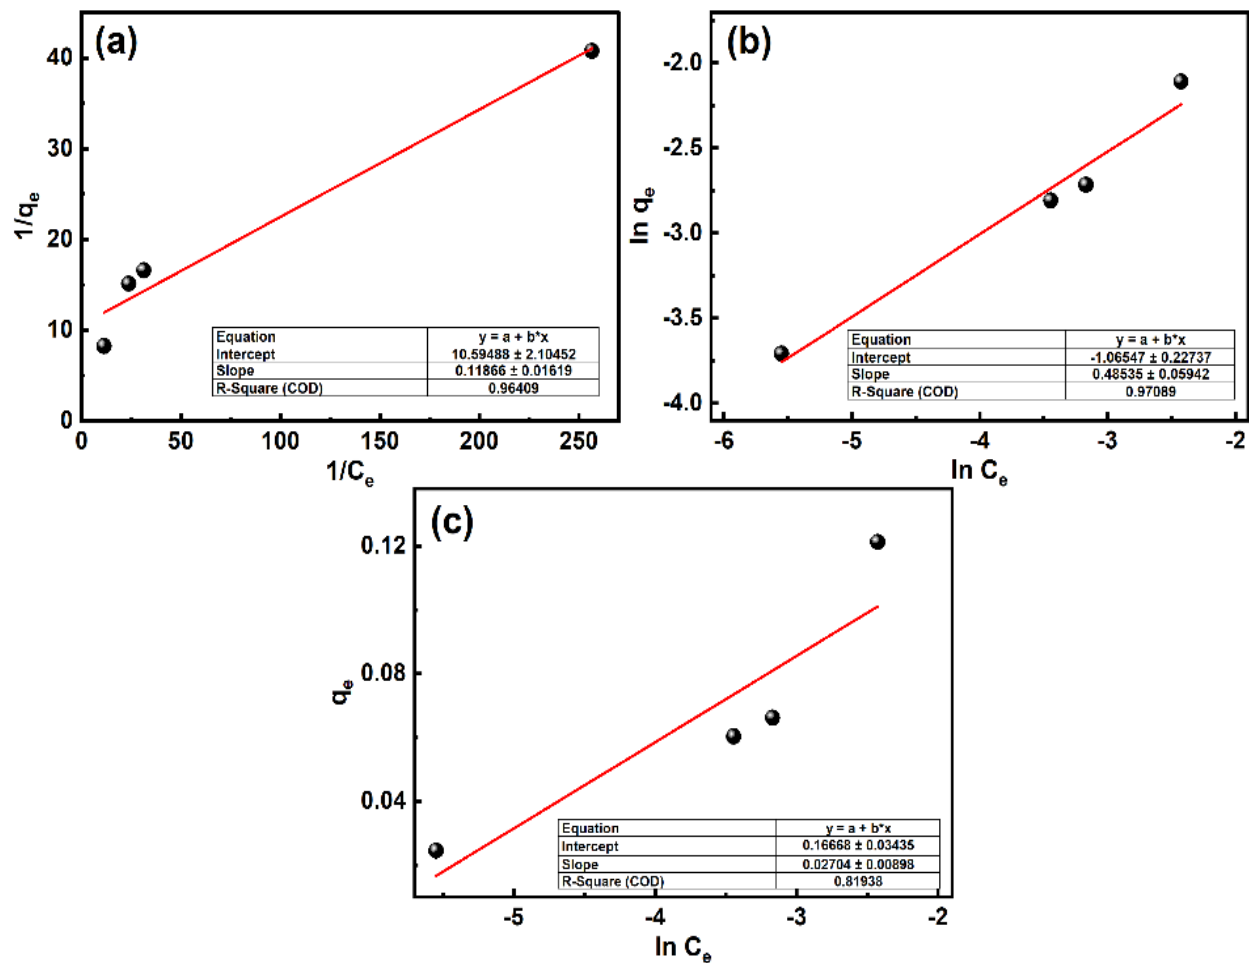 (a)
40
30
20
10
0
0 50 100 150 200 250
1/qe
1/Ce
Equation y = a + b*x
Intercept 10.59488 ± 2.10452
Slope 0.11866 ± 0.01619
R-Square (COD) 0.96409
(b)
-2.0
-2.5
-3.0
-3.5
-4.0
-6 -5 -4 -3 -2
ln qe
ln Ce
Equation y = a + b*x
Intercept -1.06547 ± 0.22737
Slope 0.48535 ± 0.05942
R-Square (COD) 0.97089
(c)
0.12
0.08
0.04
-5 -4 -3 -2
qe
ln Ce
Equation y = a + b*x
Intercept 0.16668 ± 0.03435
Slope 0.02704 ± 0.00898
R-Square (COD) 0.81938